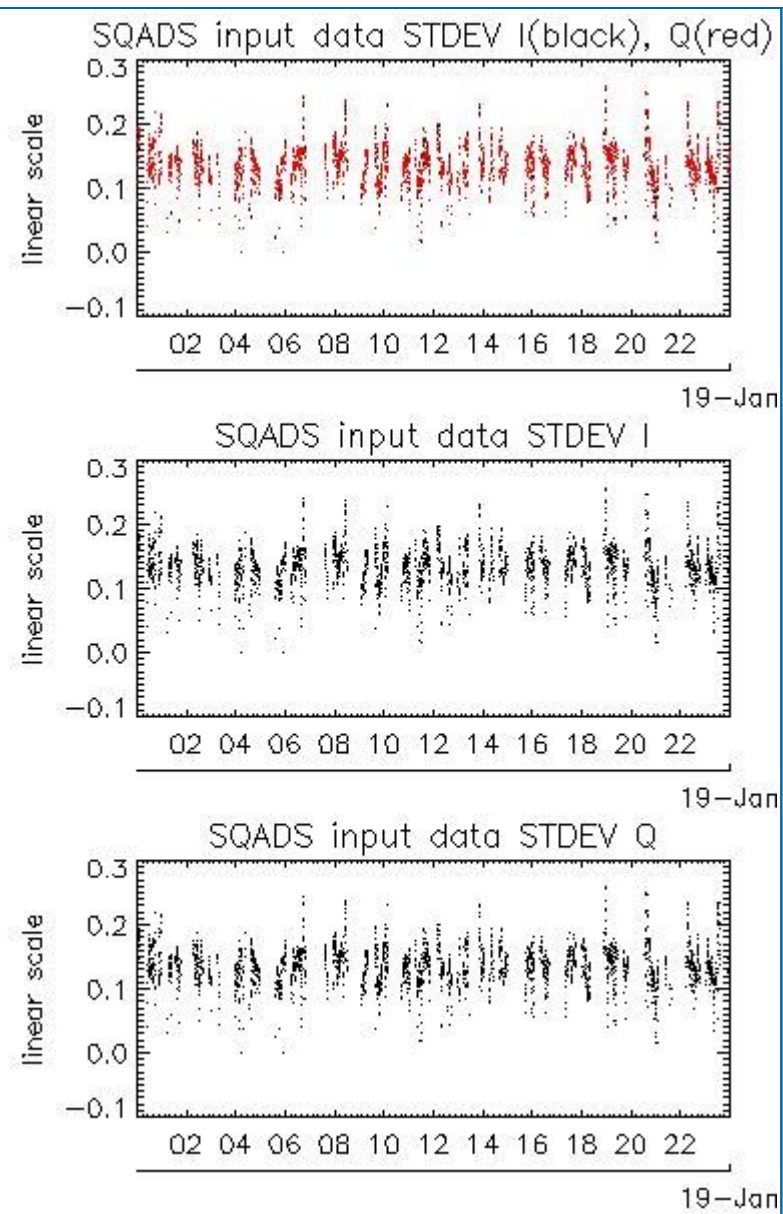 SQADS input data STDEV I(black), Q(red)
0.3
0.2
0.1
0.0
-0.1
linear scale
02 04 06 08 10 12 14 16 18 20 22
19-Jan
SQADS input data STDEV I
0.3
0.2
0.1
0.0
-0.1
linear scale
02 04 06 08 10 12 14 16 18 20 22
19-Jan
SQADS input data STDEV Q
0.3
0.2
0.1
0.0
-0.1
linear scale
02 04 06 08 10 12 14 16 18 20 22
19-Jan